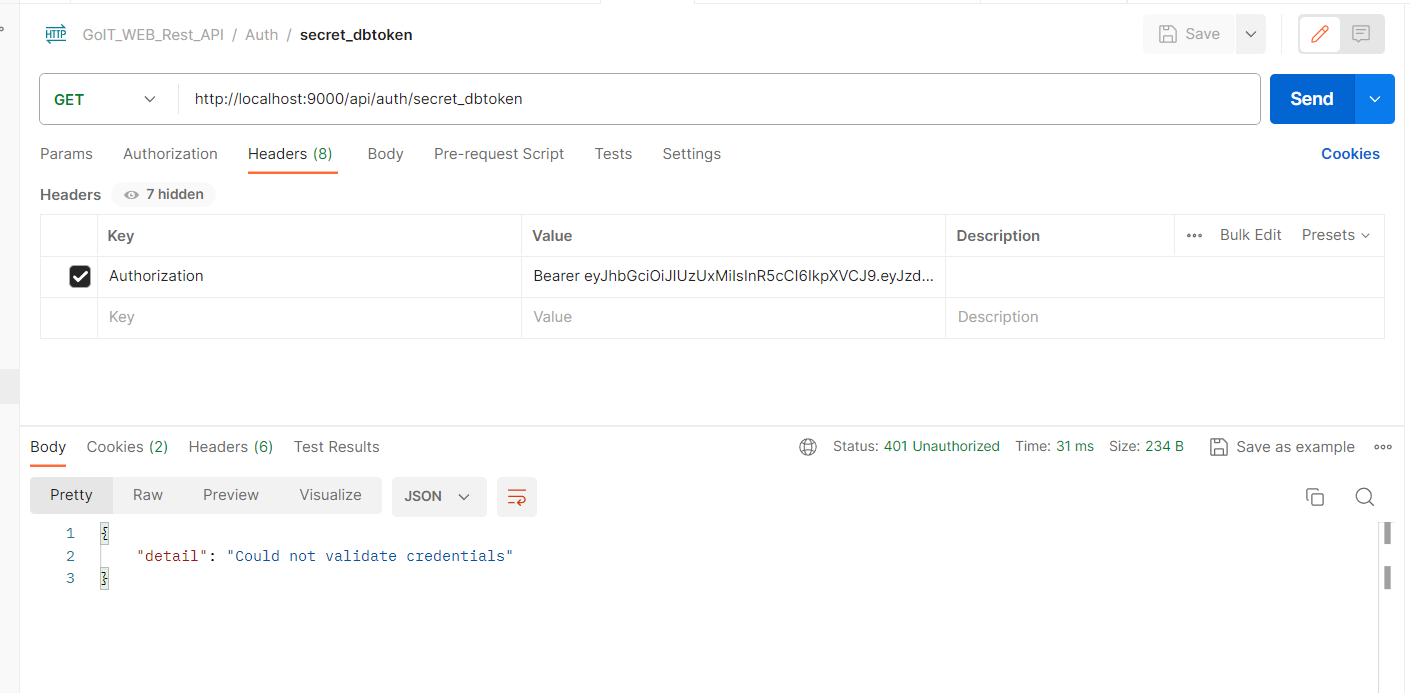 HTTP GoIT_WEB_Rest_API / Auth / secret_dbtoken Save
GET http://localhost:9000/api/auth/secret_dbtoken Send
Params Authorization Headers (8) Body Pre-request Script Tests Settings Cookies
Headers 7 hidden
Key Value Description ••• Bulk Edit Presets
Authorization Bearer eyJhbGciOiJIUzUxMiIsInR5cCI6IkpXVCJ9.eyJzd...
Key Value Description
Body Cookies (2) Headers (6) Test Results Status: 401 Unauthorized Time: 31 ms Size: 234 B Save as example
Pretty Raw Preview Visualize JSON
1 {
2 "detail": "Could not validate credentials"
3 }